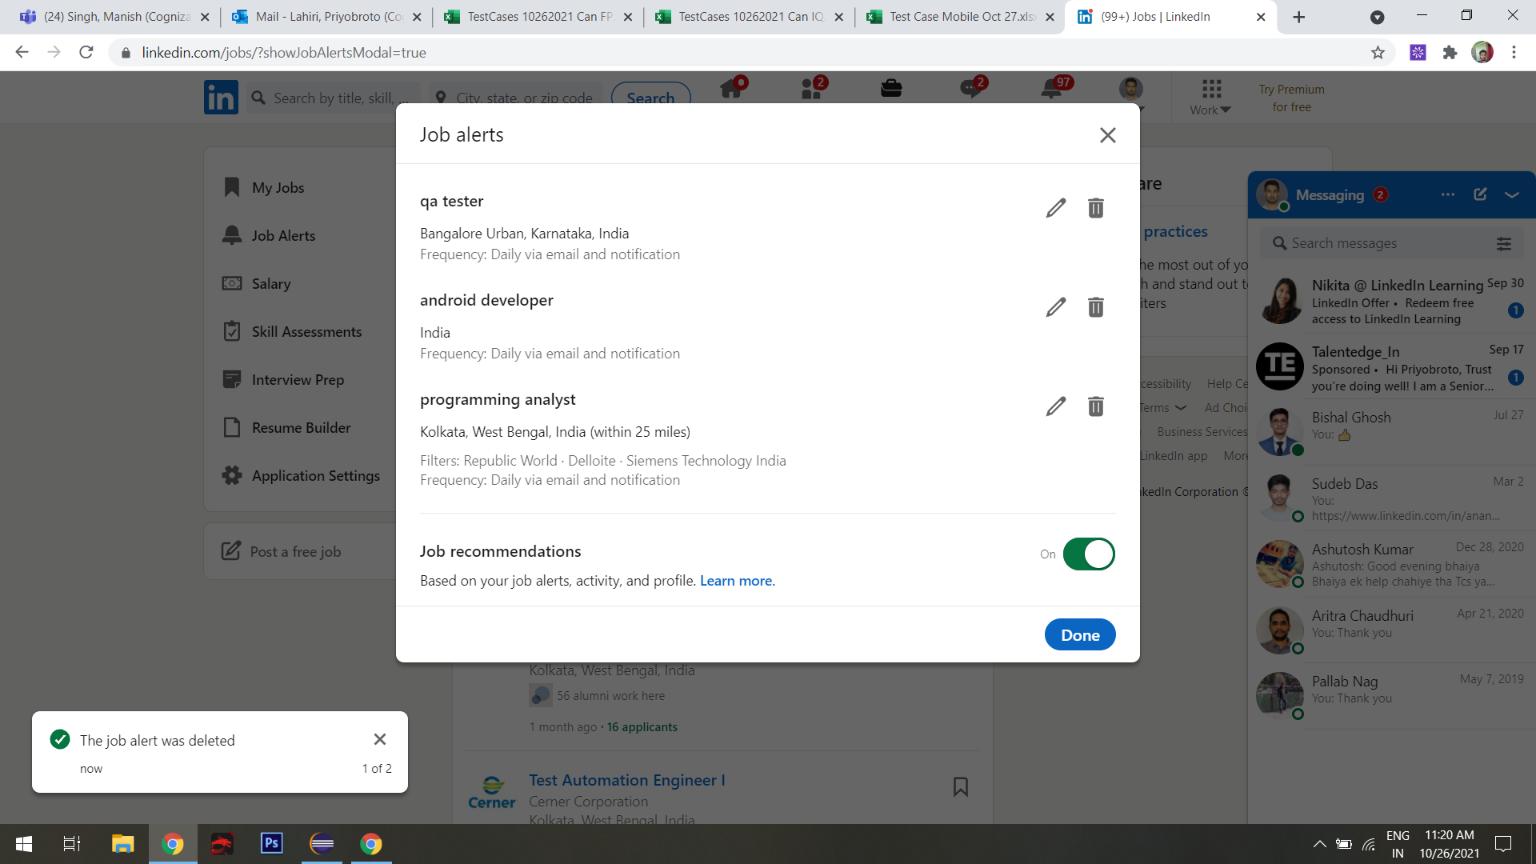 (24) Singh, Manish (Cogniza
Mail - Lahiri, Priyobroto (Co
TestCases 10262021 Can FP.
TestCases 10262021 Can IQ
Test Case Mobile Oct 27.xls
(99+) Jobs | LinkedIn
linkedin.com/jobs/?showJobAlertsModal=true
in
Search by title, skill,
City, state, or zip code
Search
2
2
97
Work
Try Premium
for free
My Jobs
Job Alerts
Salary
Skill Assessments
Interview Prep
Resume Builder
Application Settings
Post a free job
Job alerts
qa tester
Bangalore Urban, Karnataka, India
Frequency: Daily via email and notification
android developer
India
Frequency: Daily via email and notification
programming analyst
Kolkata, West Bengal, India (within 25 miles)
Filters: Republic World · Delloite · Siemens Technology India
Frequency: Daily via email and notification
Job recommendations
On
Based on your job alerts, activity, and profile. Learn more.
Done
are
practices
he most out of yo
h and stand out t
iters
cessibility Help Ce
Terms Ad Choi
Business Services
LinkedIn app More
kedIn Corporation ©
Messaging 2
Search messages
Nikita @ LinkedIn Learning Sep 30
LinkedIn Offer • Redeem free
access to LinkedIn Learning
1
TE
Talentedge_In Sep 17
Sponsored • Hi Priyobroto, Trust
you're doing well! I am a Senior...
1
Bishal Ghosh Jul 27
You: 👍
Sudeb Das Mar 2
You:
https://www.linkedin.com/in/anan...
Ashutosh Kumar Dec 28, 2020
Ashutosh: Good evening bhaiya
Bhaiya ek help chahiye tha Tcs ya...
Aritra Chaudhuri Apr 21, 2020
You: Thank you
Pallab Nag May 7, 2019
You: Thank you
Kolkata, West Bengal, India
56 alumni work here
1 month ago · 16 applicants
Cerner
Test Automation Engineer I
Cerner Corporation
Kolkata, West Bengal, India
The job alert was deleted
now
1 of 2
Ps
ENG
IN
11:20 AM
10/26/2021